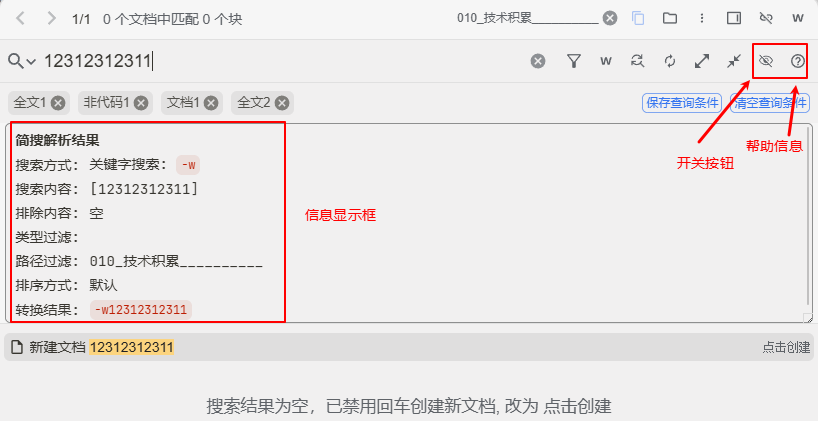 1/1 0 个文档中匹配 0 个块 010_技术积累__________ W
12312312311 W
全文1 非代码1 文档1 全文2 保存查询条件 清空查询条件
简搜解析结果
搜索方式: 关键字搜索: -w
搜索内容: [12312312311]
排除内容: 空
类型过滤:
路径过滤: 010_技术积累__________
排序方式: 默认
转换结果: -w12312312311
信息显示框
开关按钮
帮助信息
新建文档 12312312311 点击创建
搜索结果为空，已禁用回车创建新文档, 改为 点击创建